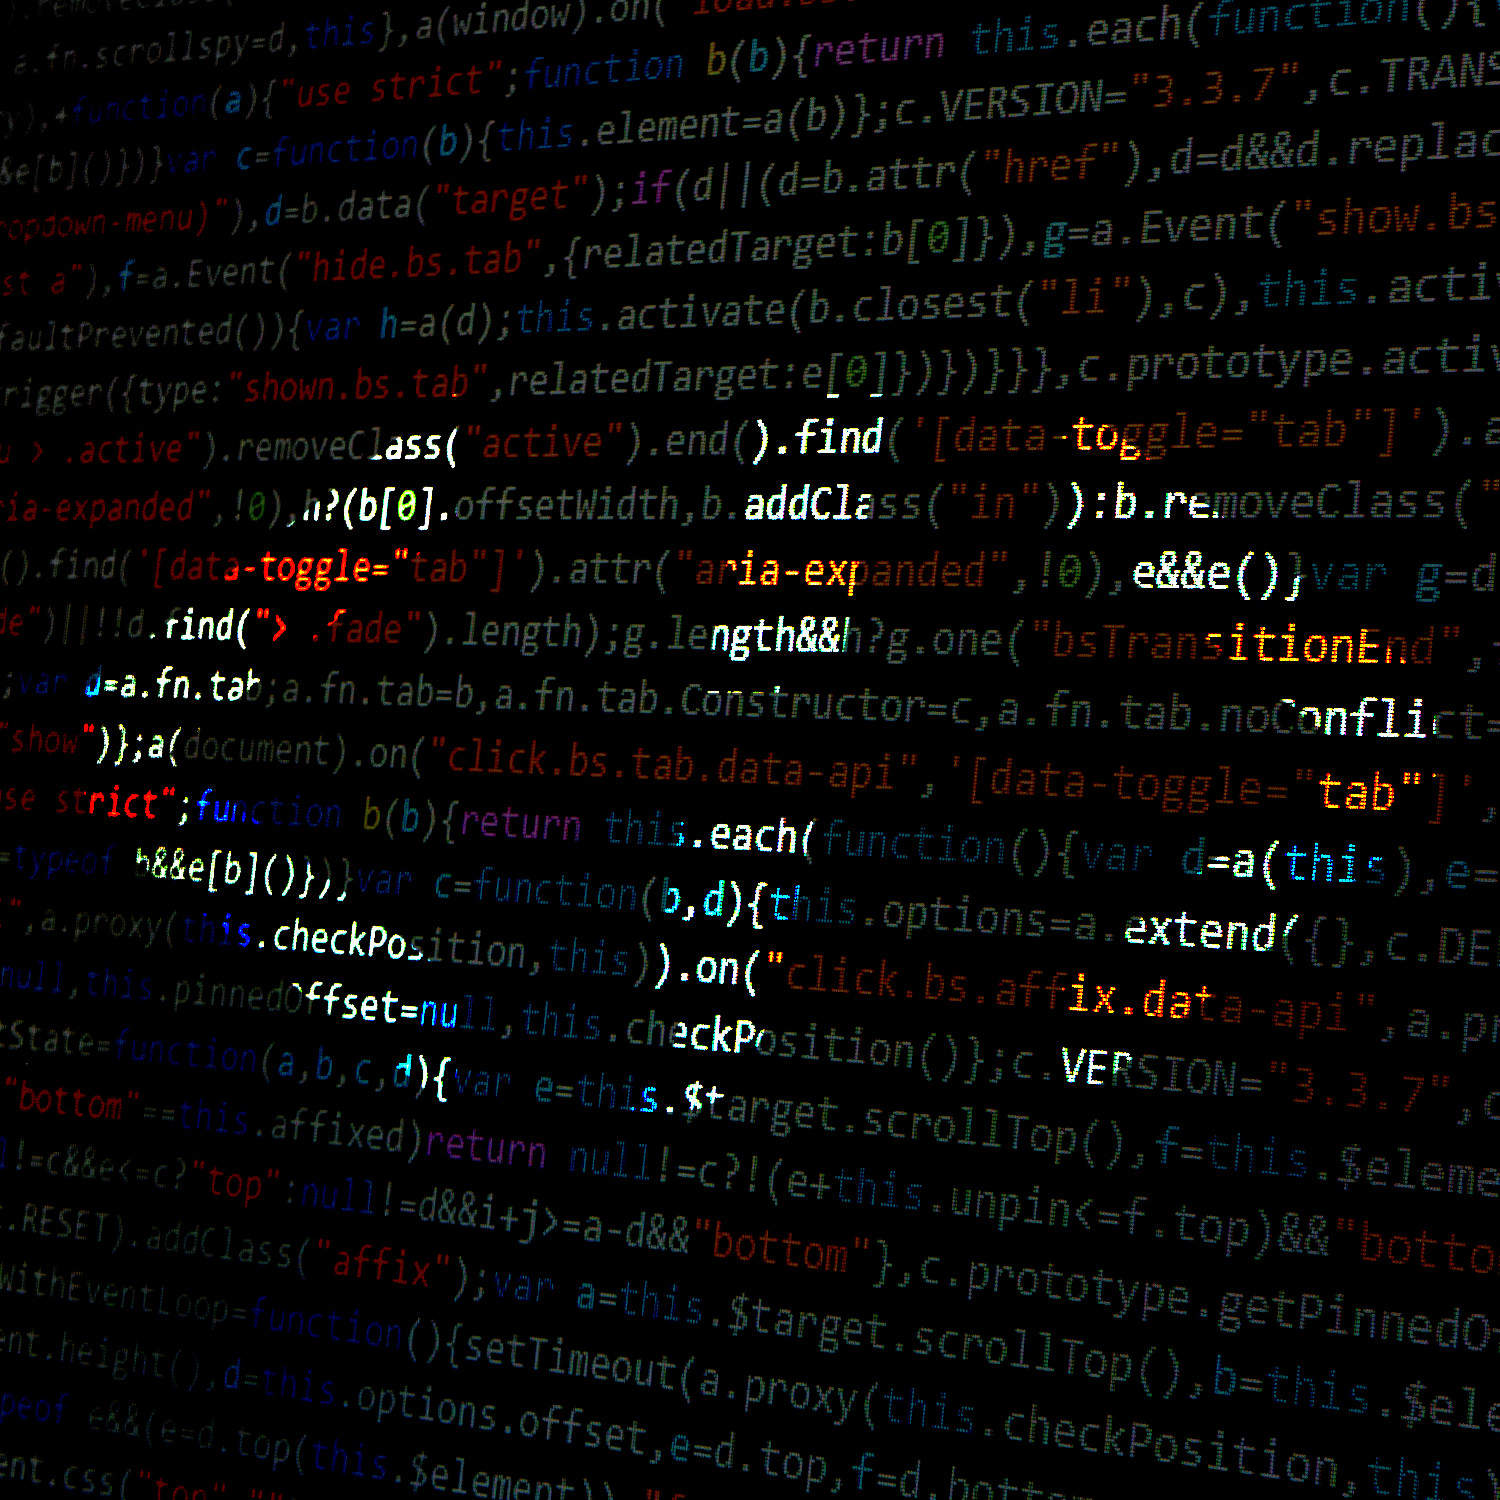 a.fn.scrollspy=d,this},a(window).on("load.bs.
),+function(a){"use strict";function b(b){return this.each(function(){
&e[b]()})}var c=function(b){this.element=a(b)};c.VERSION="3.3.7",c.TRANS
ropdown-menu)"),d=b.data("target");if(d||(d=b.attr("href"),d=d&&d.replac
st a"),f=a.Event("hide.bs.tab",{relatedTarget:b[0]}),g=a.Event("show.bs
faultPrevented()){var h=a(d);this.activate(b.closest("li"),c),this.activ
rigger({type:"shown.bs.tab",relatedTarget:e[0]})})}}},c.prototype.activ
u > .active").removeClass("active").end().find('[data-toggle="tab"]').a
ria-expanded",!0),h?(b[0].offsetWidth,b.addClass("in")):b.removeClass("
().find('[data-toggle="tab"]').attr("aria-expanded",!0),e&&e()}var g=d
de")||!!d.find("> .fade").length);g.length&&h?g.one("bsTransitionEnd",
;var d=a.fn.tab;a.fn.tab=b,a.fn.tab.Constructor=c,a.fn.tab.noConflict=
"show")};a(document).on("click.bs.tab.data-api",'[data-toggle="tab"]',
se strict";function b(b){return this.each(function(){var d=a(this),e=
=typeof b&&e[b]()})}var c=function(b,d){this.options=a.extend({},c.DE
",a.proxy(this.checkPosition,this)).on("click.bs.affix.data-api",a.pr
null,this.pinnedOffset=null,this.checkPosition()};c.VERSION="3.3.7",c
tState=function(a,b,c,d){var e=this.$target.scrollTop(),f=this.$eleme
"bottom"==this.affixed)return null!=c?!(e+this.unpin<=f.top)&&"botto
l!=c&&e<=c?"top":null!=d&&i+j>=a-d&&"bottom"},c.prototype.getPinnedO
.RESET).addClass("affix");var a=this.$target.scrollTop(),b=this.$ele
WithEventLoop=function(){setTimeout(a.proxy(this.checkPosition,this)
ent.height(),d=this.options.offset,e=d.top,f=d.bottom
peof e&&(e=d.top(this.$element)),"f
ent.css("top",""